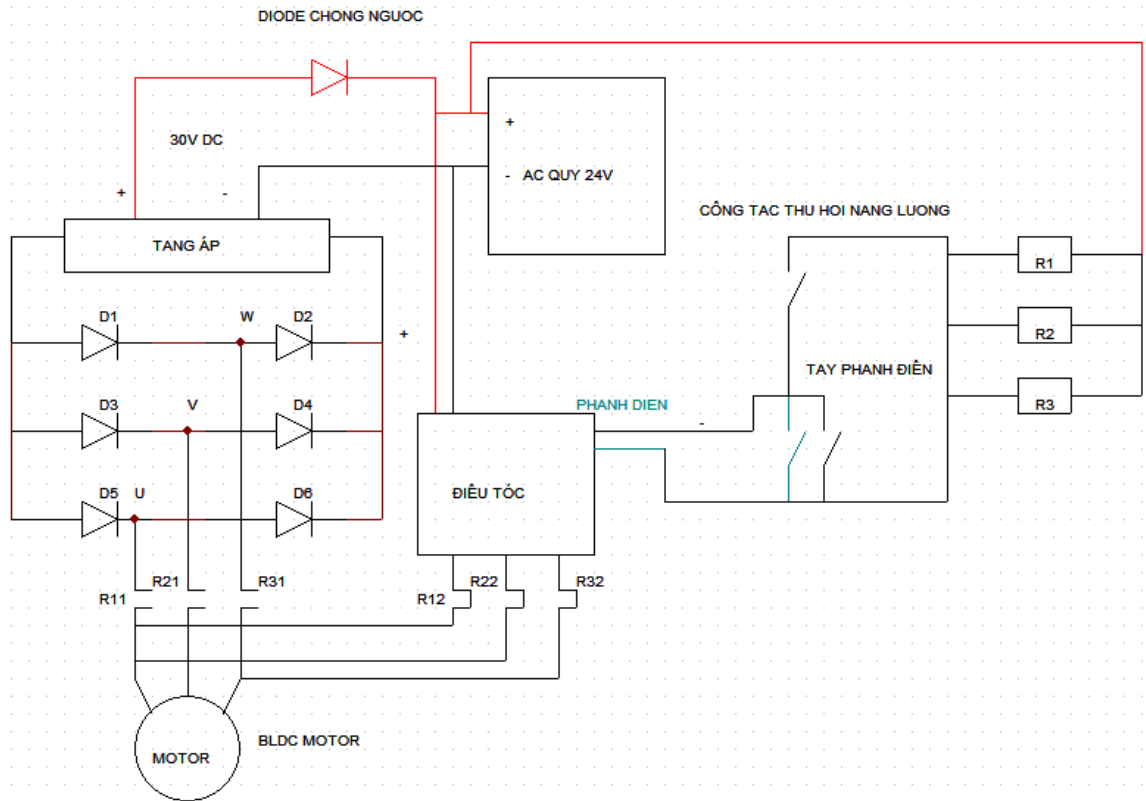 DIODE CHONG NGUOC
30V DC
+
-
+
- AC QUY 24V
TANG ÁP
CÔNG TAC THU HOI NANG LUONG
R1
R2
R3
TAY PHANH ĐIÊN
D1
W
D2
+
D3
V
D4
D5
U
D6
PHANH DIEN
-
ĐIÊU TÓC
R11
R21
R31
R12
R22
R32
MOTOR
BLDC MOTOR